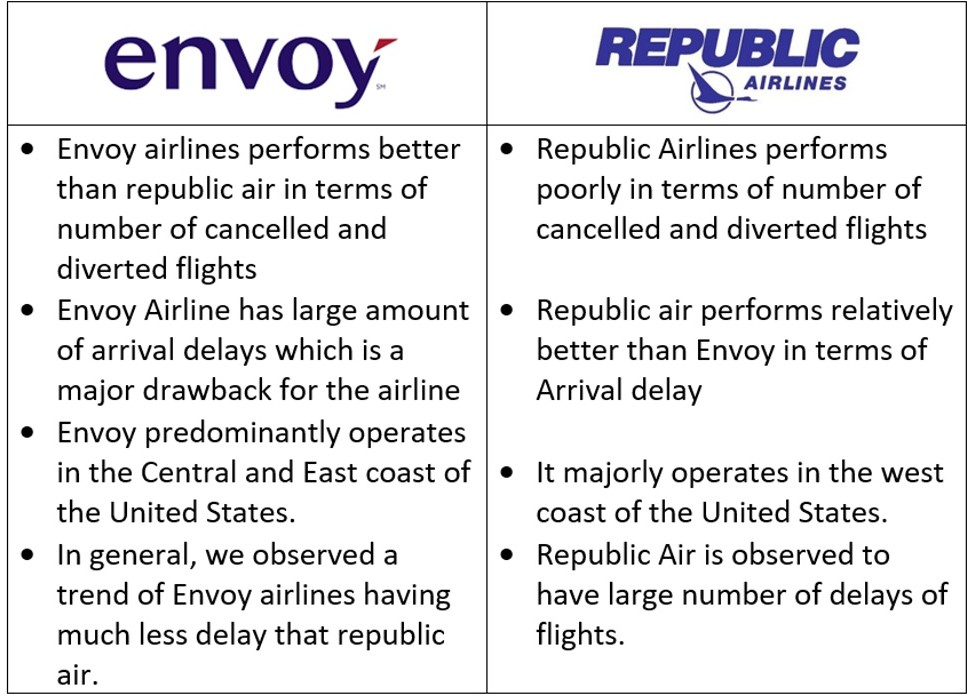 envoy
SM
REPUBLIC
AIRLINES
• Envoy airlines performs better
than republic air in terms of
number of cancelled and
diverted flights
• Envoy Airline has large amount
of arrival delays which is a
major drawback for the airline
• Envoy predominantly operates
in the Central and East coast of
the United States.
• In general, we observed a
trend of Envoy airlines having
much less delay that republic
air.
• Republic Airlines performs
poorly in terms of number of
cancelled and diverted flights
• Republic air performs relatively
better than Envoy in terms of
Arrival delay
• It majorly operates in the west
coast of the United States.
• Republic Air is observed to
have large number of delays of
flights.